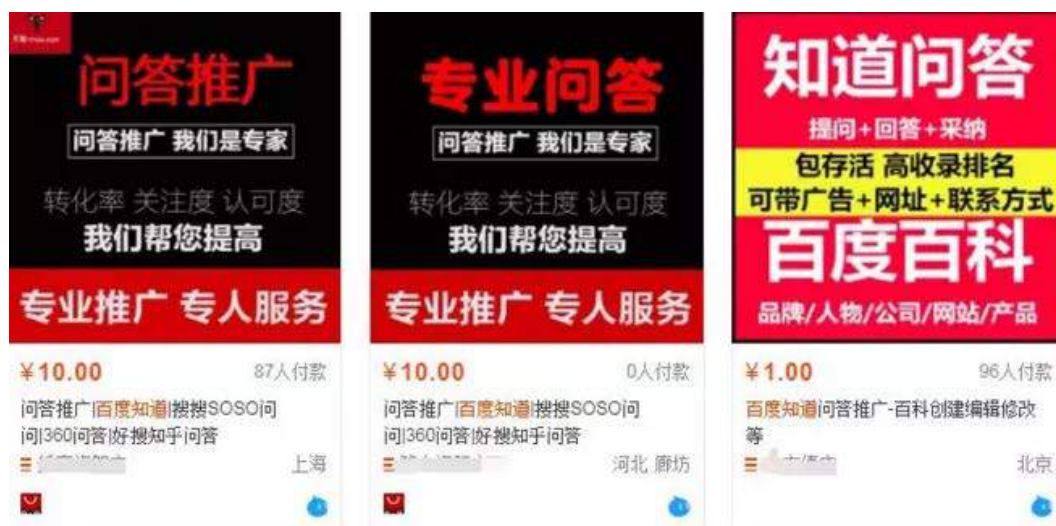 问答推广
问答推广 我们是专家
转化率 关注度 认可度
我们帮您提高
专业推广 专人服务
¥10.00
87人付款
问答推广|百度知道|搜搜SOSO问
问|360问答|好搜知乎问答
上海
专业问答
问答推广 我们是专家
转化率 关注度 认可度
我们帮您提高
专业推广 专人服务
¥10.00
0人付款
问答推广|百度知道|搜搜SOSO问
问|360问答|好搜知乎问答
河北 廊坊
知道问答
提问+回答+采纳
包存活 高收录排名
可带广告+网址+联系方式
百度百科
品牌/人物/公司/网站/产品
¥1.00
96人付款
百度知道问答推广-百科创建编辑修改
等
北京